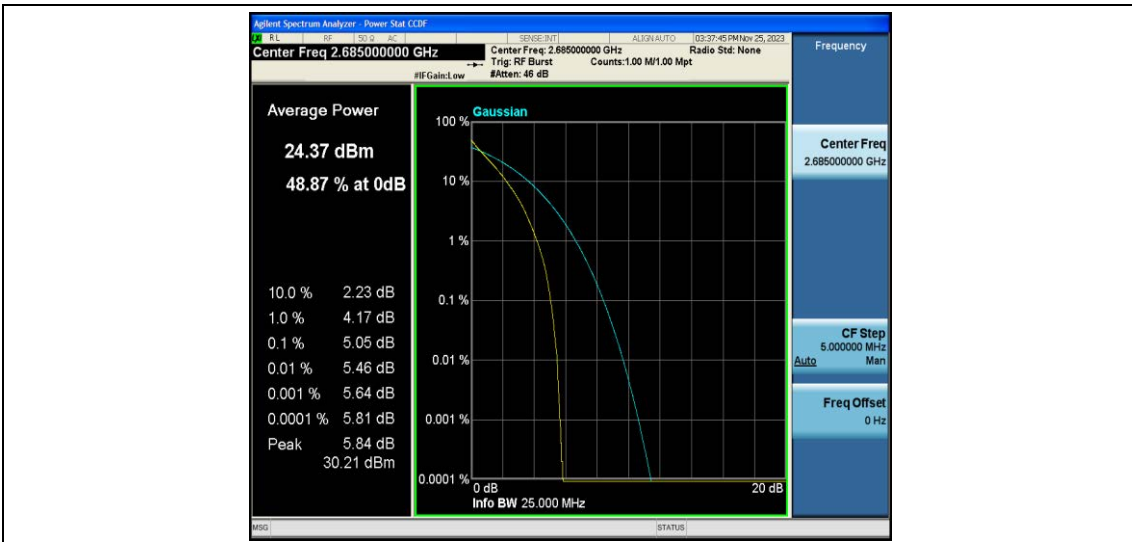 Agilent Spectrum Analyzer - Power Stat CCDF
RL RF 50 Ω AC SENSE:INT ALIGNAUTO 03:37:45 PM Nov 25, 2023
Center Freq 2.685000000 GHz
Center Freq: 2.685000000 GHz Radio Std: None
Trig: RF Burst Counts:1.00 M/1.00 Mpt
#IFGain:Low #Atten: 46 dB
Frequency
Average Power
24.37 dBm
48.87 % at 0dB
10.0 % 2.23 dB
1.0 % 4.17 dB
0.1 % 5.05 dB
0.01 % 5.46 dB
0.001 % 5.64 dB
0.0001 % 5.81 dB
Peak 5.84 dB
30.21 dBm
Gaussian
100 %
10 %
1 %
0.1 %
0.01 %
0.001 %
0.0001 %
0 dB 20 dB
Info BW 25.000 MHz
Center Freq
2.685000000 GHz
CF Step
5.000000 MHz
Auto Man
Freq Offset
0 Hz
MSG STATUS